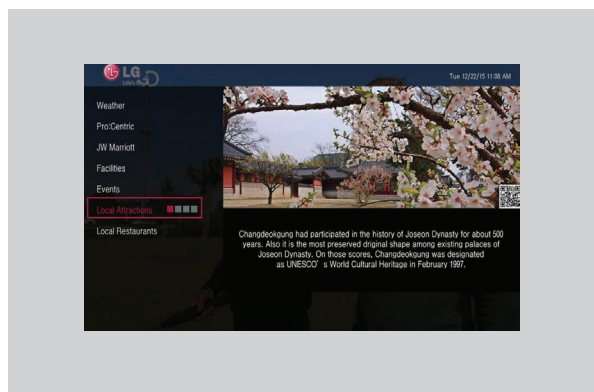 LG
Life's Good
Tue 12/22/15 11:08 AM
Weather
Pro:Centric
JW Marriott
Facilities
Events
Local Attractions
Local Restaurants
Changdeokgung had participated in the history of Joseon Dynasty for about 500
years. Also it is the most preserved driginal shape among existing palaces of
Joseon Dynasty. On those scores, Changdeokgung was designated
as UNESCO' s World Cultural Heritage in February 1997.